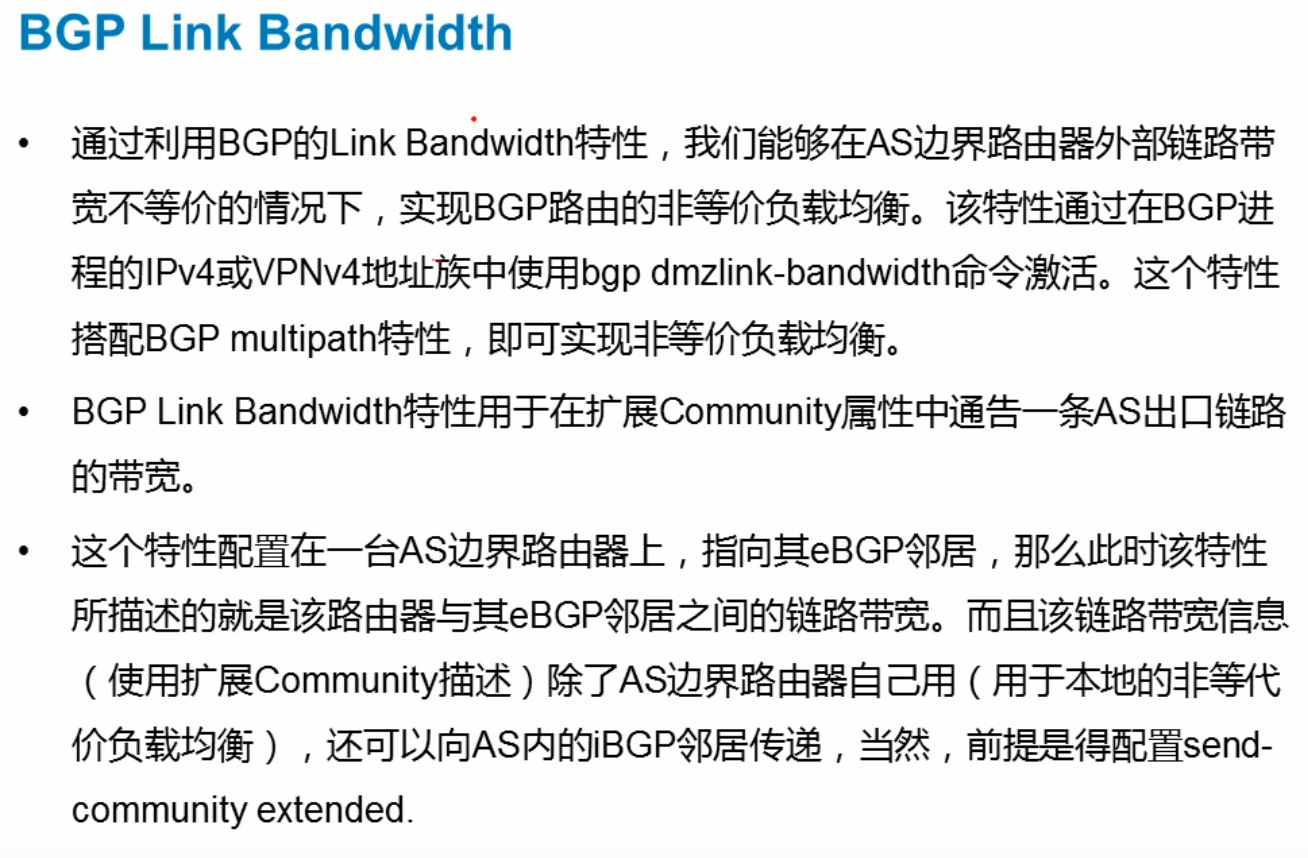 BGP Link Bandwidth
• 通过利用BGP的Link Bandwidth特性，我们能够在AS边界路由器外部链路带
宽不等价的情况下，实现BGP路由的非等价负载均衡。该特性通过在BGP进
程的IPv4或VPNv4地址族中使用bgp dmzlink-bandwidth命令激活。这个特性
搭配BGP multipath特性，即可实现非等价负载均衡。
• BGP Link Bandwidth特性用于在扩展Community属性中通告一条AS出口链路
的带宽。
• 这个特性配置在一台AS边界路由器上，指向其eBGP邻居，那么此时该特性
所描述的就是该路由器与其eBGP邻居之间的链路带宽。而且该链路带宽信息
（使用扩展Community描述）除了AS边界路由器自己用（用于本地的非等代
价负载均衡），还可以向AS内的iBGP邻居传递，当然，前提是得配置send-
community extended.